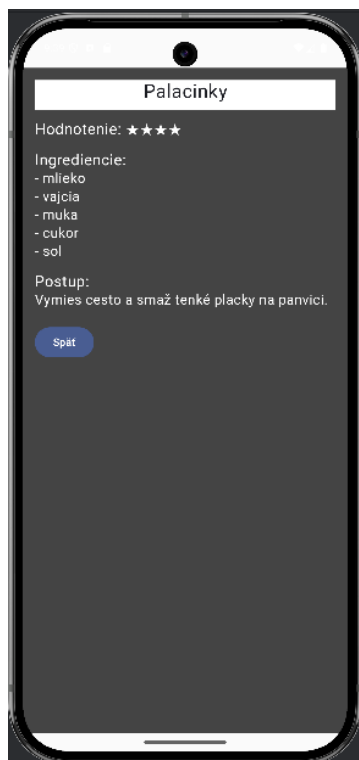 Palacinky
Hodnotenie: ★★★★
Ingrediencie:
- mlieko
- vajcia
- muka
- cukor
- sol
Postup:
Vymies cesto a smaž tenké placky na panvici.
Späť